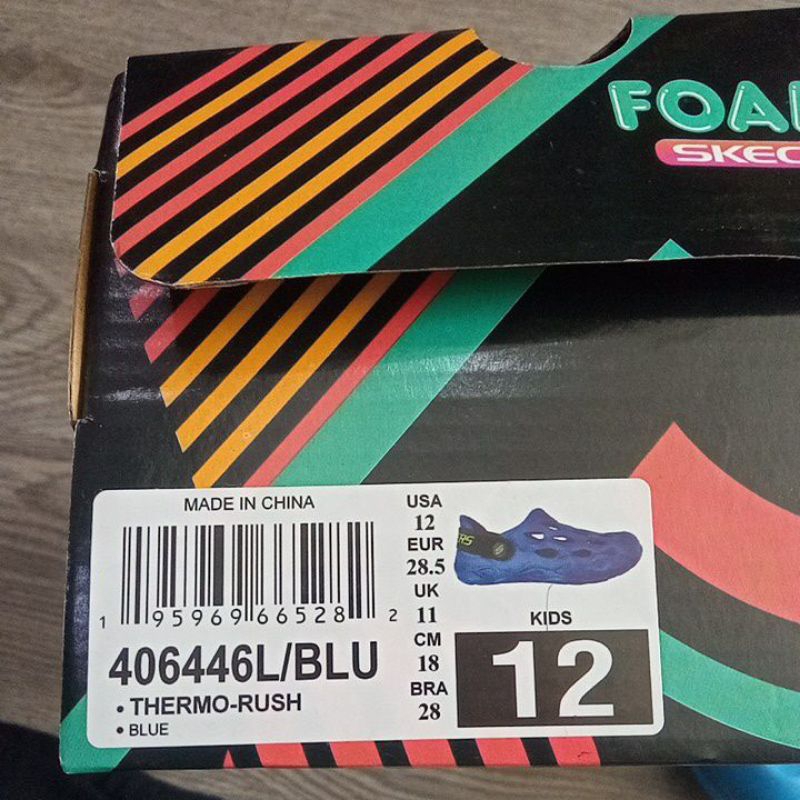 FOA
SKEC
MADE IN CHINA
1 95969 66528 2
406446L/BLU
• THERMO-RUSH
• BLUE
USA
12
EUR
28.5
UK
11
CM
18
BRA
28
KIDS
12